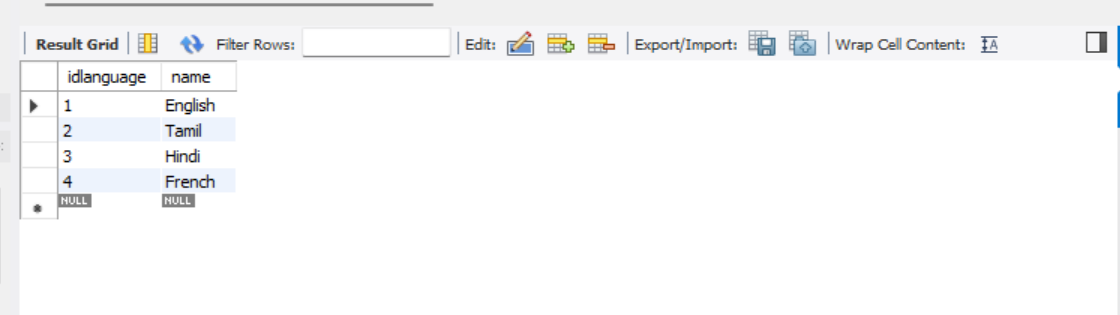 Result Grid Filter Rows: Edit: Export/Import: Wrap Cell Content: IA
idlanguage name
1 English
2 Tamil
3 Hindi
4 French
NULL NULL